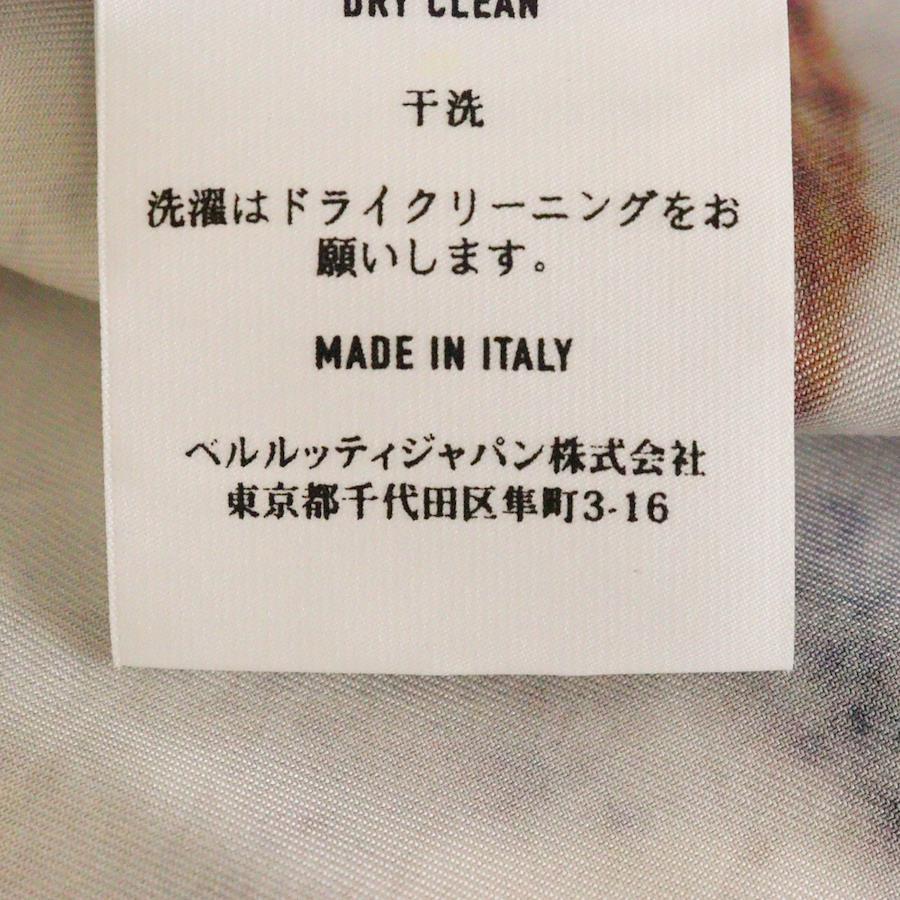 DRY CLEAN
干洗
洗濯はドライクリーニングをお
願いします。
MADE IN ITALY
ベルルッティジャパン株式会社
東京都千代田区隼町3-16